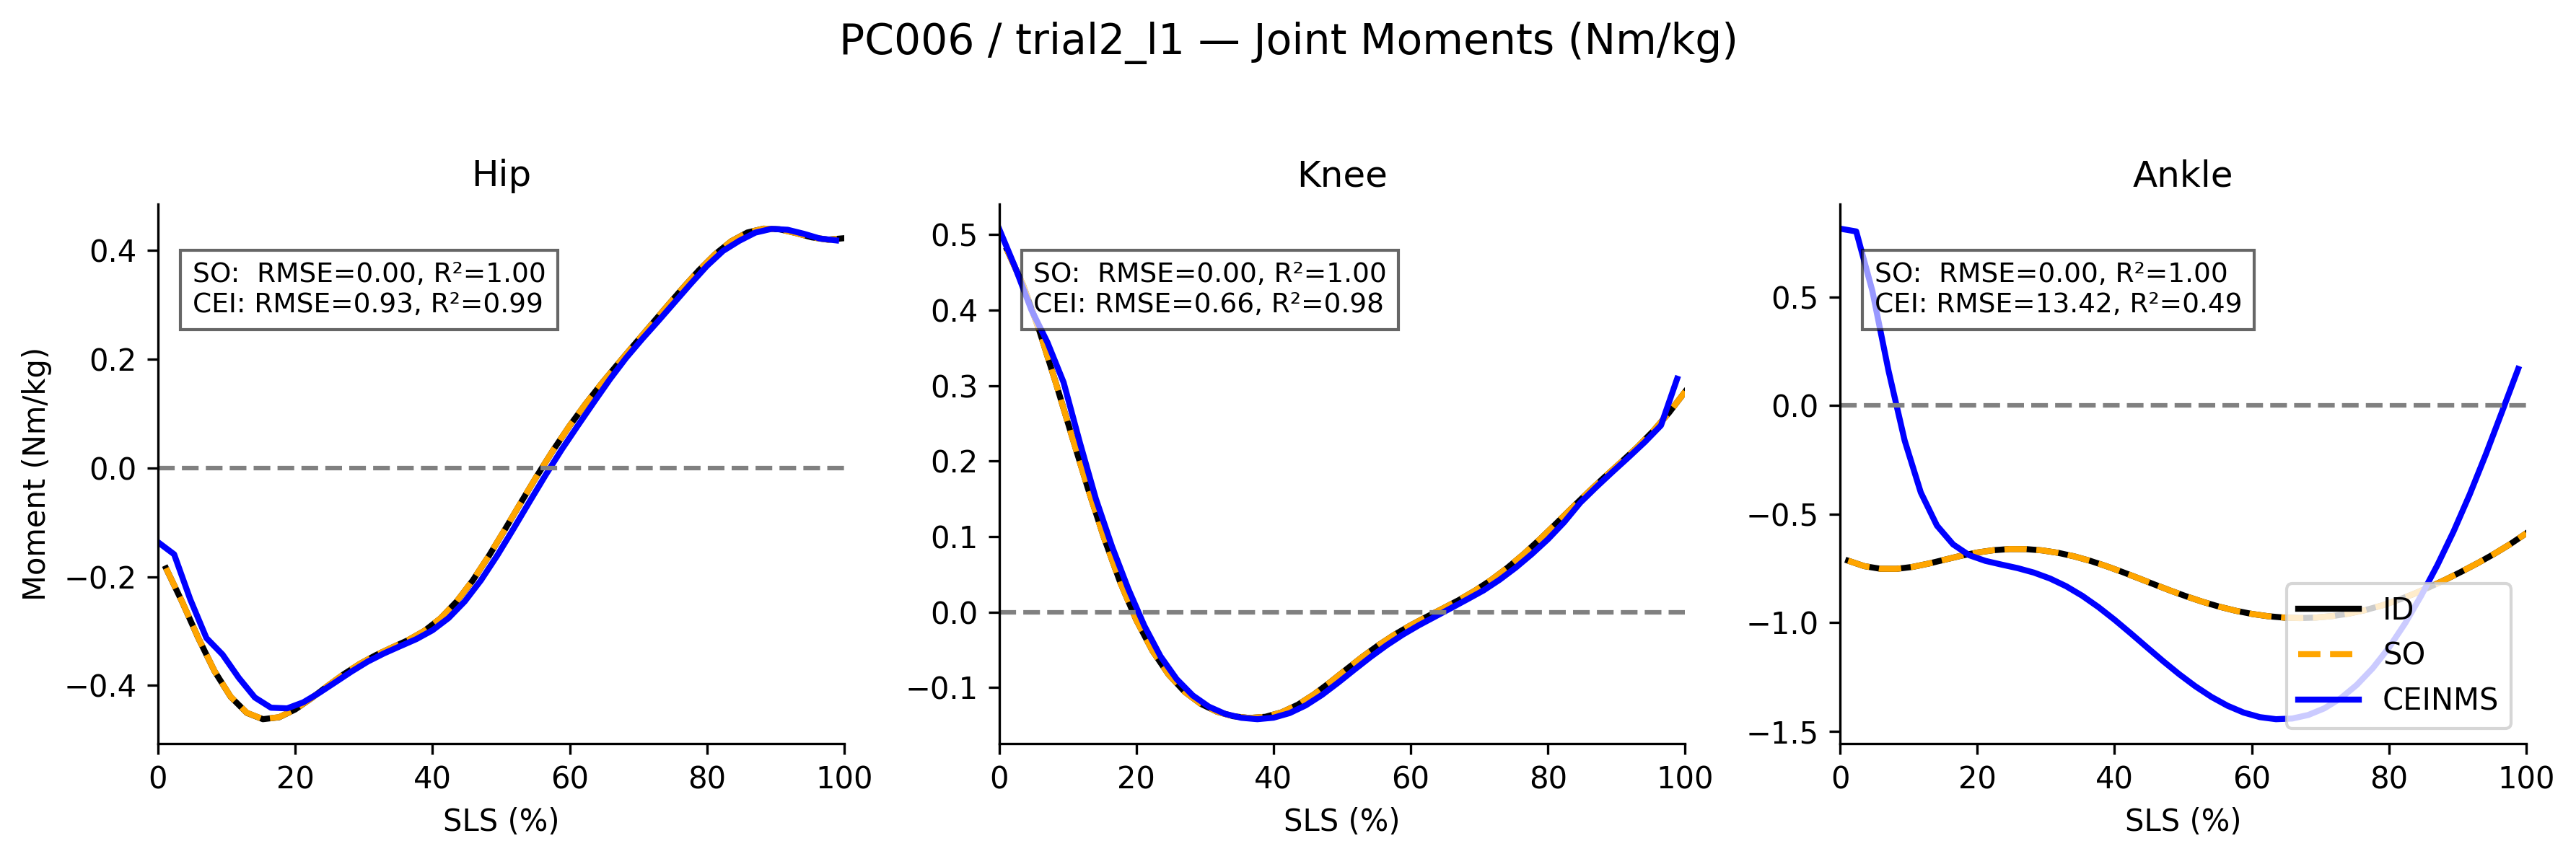 PC006 / trial2_l1 — Joint Moments (Nm/kg)
Hip
Knee
Ankle
Moment (Nm/kg)
0.4
0.2
0.0
−0.2
−0.4
SO:  RMSE=0.00, R²=1.00
CEI: RMSE=0.93, R²=0.99
0 20 40 60 80 100
SLS (%)
0.5
0.4
0.3
0.2
0.1
0.0
−0.1
SO:  RMSE=0.00, R²=1.00
CEI: RMSE=0.66, R²=0.98
0 20 40 60 80 100
SLS (%)
0.5
0.0
−0.5
−1.0
−1.5
SO:  RMSE=0.00, R²=1.00
CEI: RMSE=13.42, R²=0.49
ID
SO
CEINMS
0 20 40 60 80 100
SLS (%)